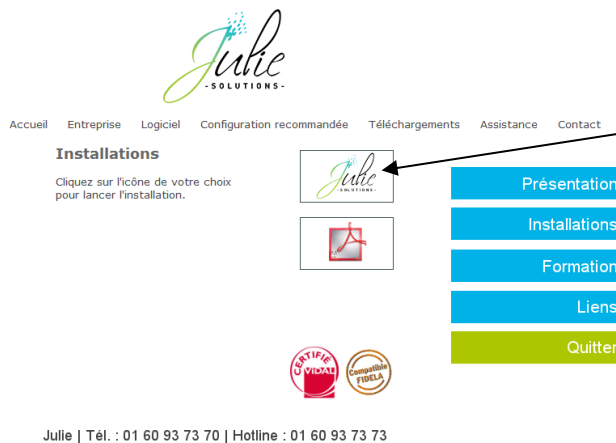 Julie
-SOLUTIONS-
Accueil Entreprise Logiciel Configuration recommandée Téléchargements Assistance Contact
Installations
Cliquez sur l'icône de votre choix
pour lancer l'installation.
Julie
-SOLUTIONS-
Présentation
Installations
Formation
Liens
Quitter
CERTIFIÉ
VIDAL
Compatible
FIDELA
Julie | Tél. : 01 60 93 73 70 | Hotline : 01 60 93 73 73